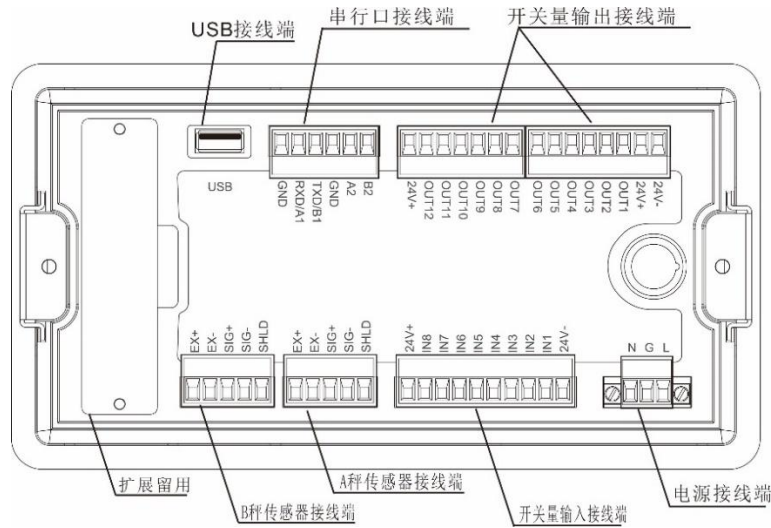 USB接线端
串行口接线端
开关量输出接线端
USB
GND
RXD/A1
TXD/B1
GND
A2
B2
24V+
OUT12
OUT11
OUT10
OUT9
OUT8
OUT7
OUT6
OUT5
OUT4
OUT3
OUT2
OUT1
24V+
24V-
EX+
EX-
SIG+
SIG-
SHLD
EX+
EX-
SIG+
SIG-
SHLD
24V+
IN8
IN7
IN6
IN5
IN4
IN3
IN2
IN1
24V-
N G L
扩展留用
B秤传感器接线端
A秤传感器接线端
开关量输入接线端
电源接线端